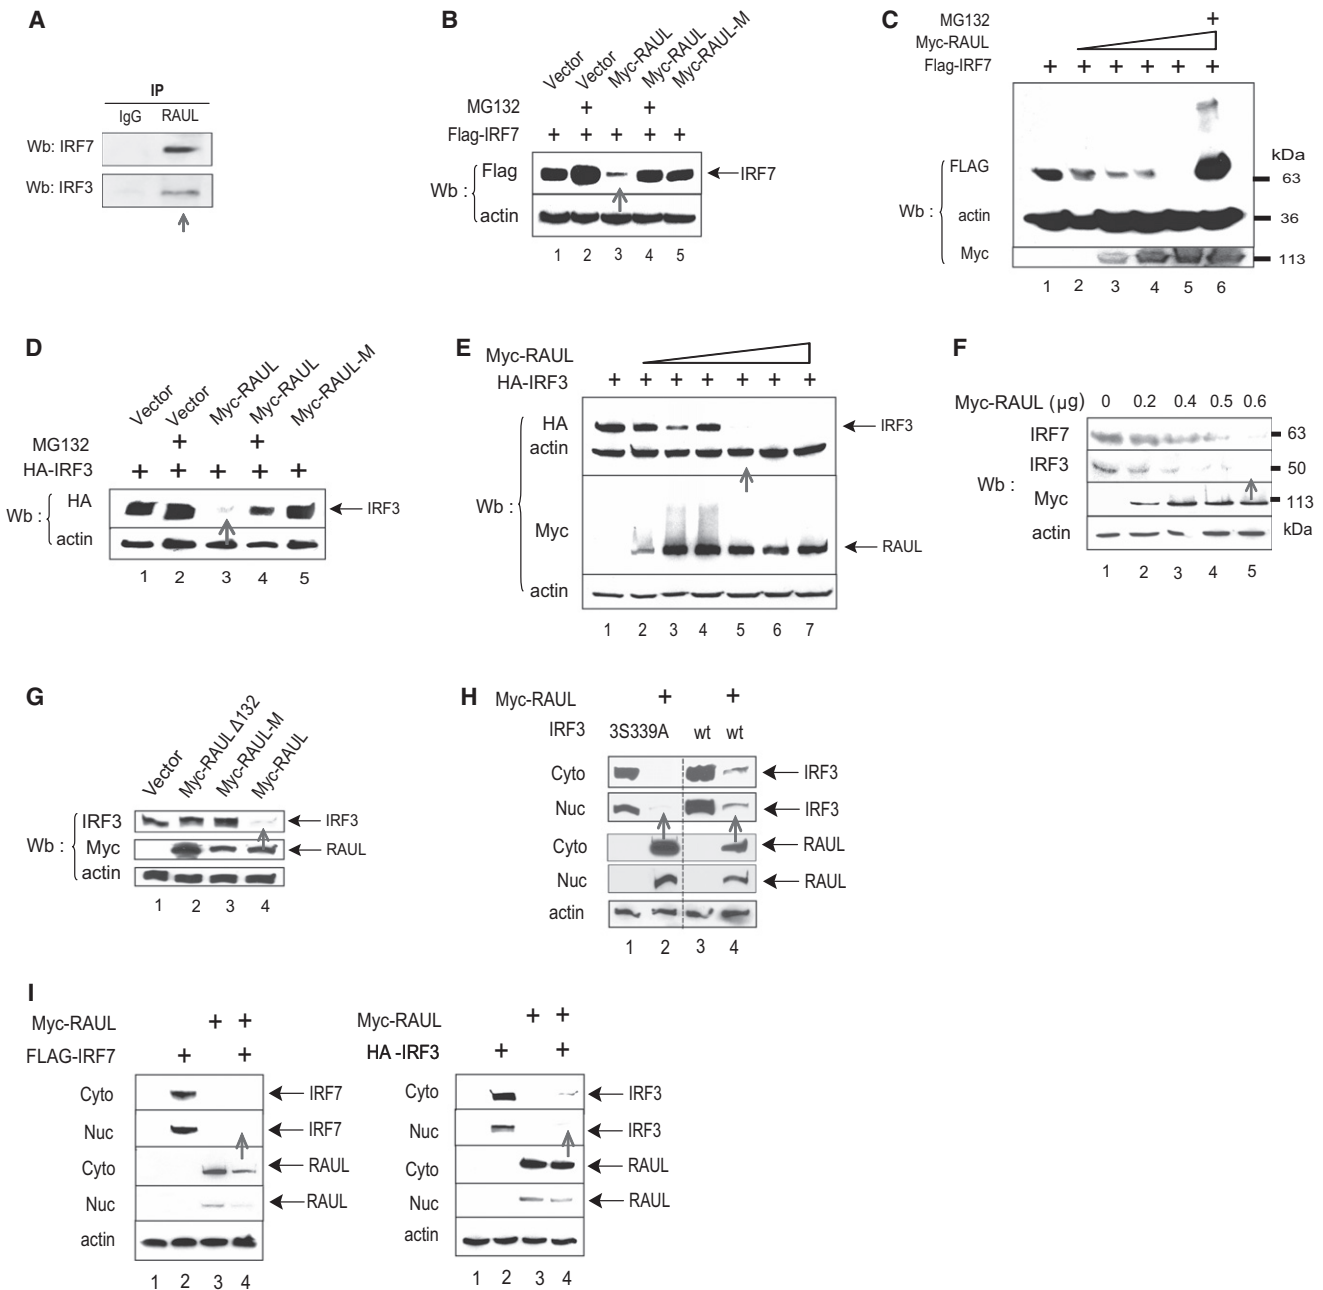 A
IP
IgG RAUL
Wb: IRF7
Wb: IRF3
B
Vector Vector Myc-RAUL Myc-RAUL Myc-RAUL-M
MG132 + +
Flag-IRF7 + + + + +
Wb : Flag IRF7
actin
1 2 3 4 5
C
MG132 +
Myc-RAUL
Flag-IRF7 + + + + + +
kDa
Wb : FLAG 63
actin 36
Myc 113
1 2 3 4 5 6
D
Vector Vector Myc-RAUL Myc-RAUL Myc-RAUL-M
MG132 + +
HA-IRF3 + + + + +
Wb : HA IRF3
actin
1 2 3 4 5
E
Myc-RAUL
HA-IRF3 + + + + + + +
HA IRF3
actin
Wb :
Myc RAUL
actin
1 2 3 4 5 6 7
F
Myc-RAUL (µg) 0 0.2 0.4 0.5 0.6
IRF7 63
IRF3 50
Wb :
Myc 113
actin kDa
1 2 3 4 5
G
Vector Myc-RAUL Δ132 Myc-RAUL-M Myc-RAUL
IRF3 IRF3
Wb : Myc RAUL
actin
1 2 3 4
H
Myc-RAUL + +
IRF3 3S339A wt wt
Cyto IRF3
Nuc IRF3
Cyto RAUL
Nuc RAUL
actin
1 2 3 4
I
Myc-RAUL + +
FLAG-IRF7 + +
Cyto IRF7
Nuc IRF7
Cyto RAUL
Nuc RAUL
actin
1 2 3 4
Myc-RAUL + +
HA -IRF3 + +
Cyto IRF3
Nuc IRF3
Cyto RAUL
Nuc RAUL
actin
1 2 3 4